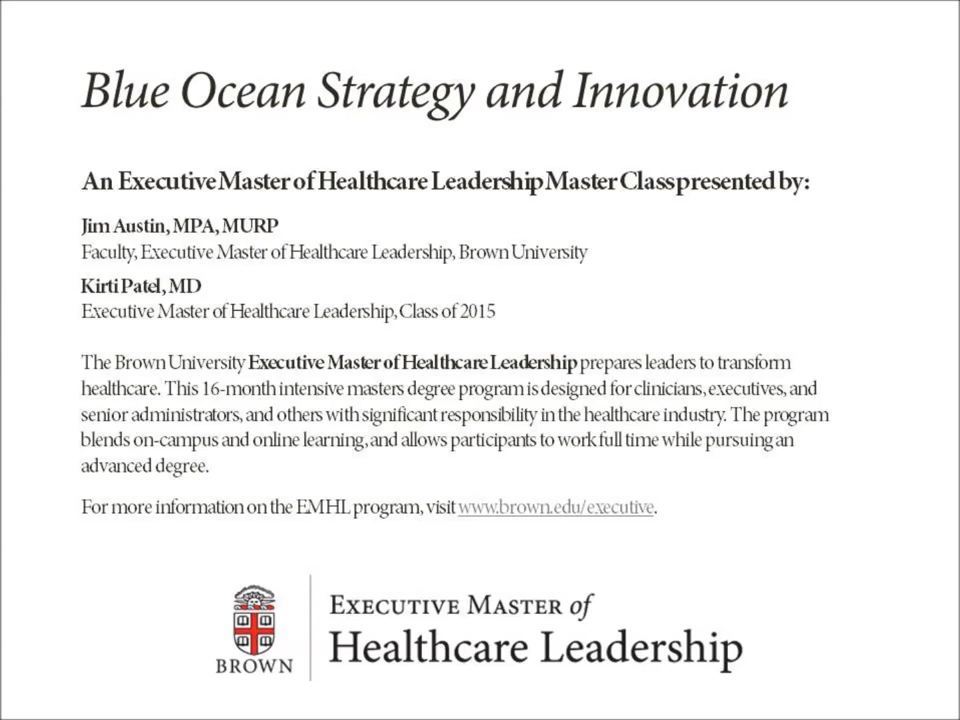 Blue Ocean Strategy and Innovation
An Executive Master of Healthcare Leadership Master Class presented by:
Jim Austin, MPA, MURP
Faculty, Executive Master of Healthcare Leadership, Brown University
Kirti Patel, MD
Executive Master of Healthcare Leadership, Class of 2015
The Brown University Executive Master of Healthcare Leadership prepares leaders to transform
healthcare. This 16-month intensive masters degree program is designed for clinicians, executives, and
senior administrators, and others with significant responsibility in the healthcare industry. The program
blends on-campus and online learning, and allows participants to work full time while pursuing an
advanced degree.
For more information on the EMHL program, visit www.brown.edu/executive.
BROWN
EXECUTIVE MASTER of
Healthcare Leadership